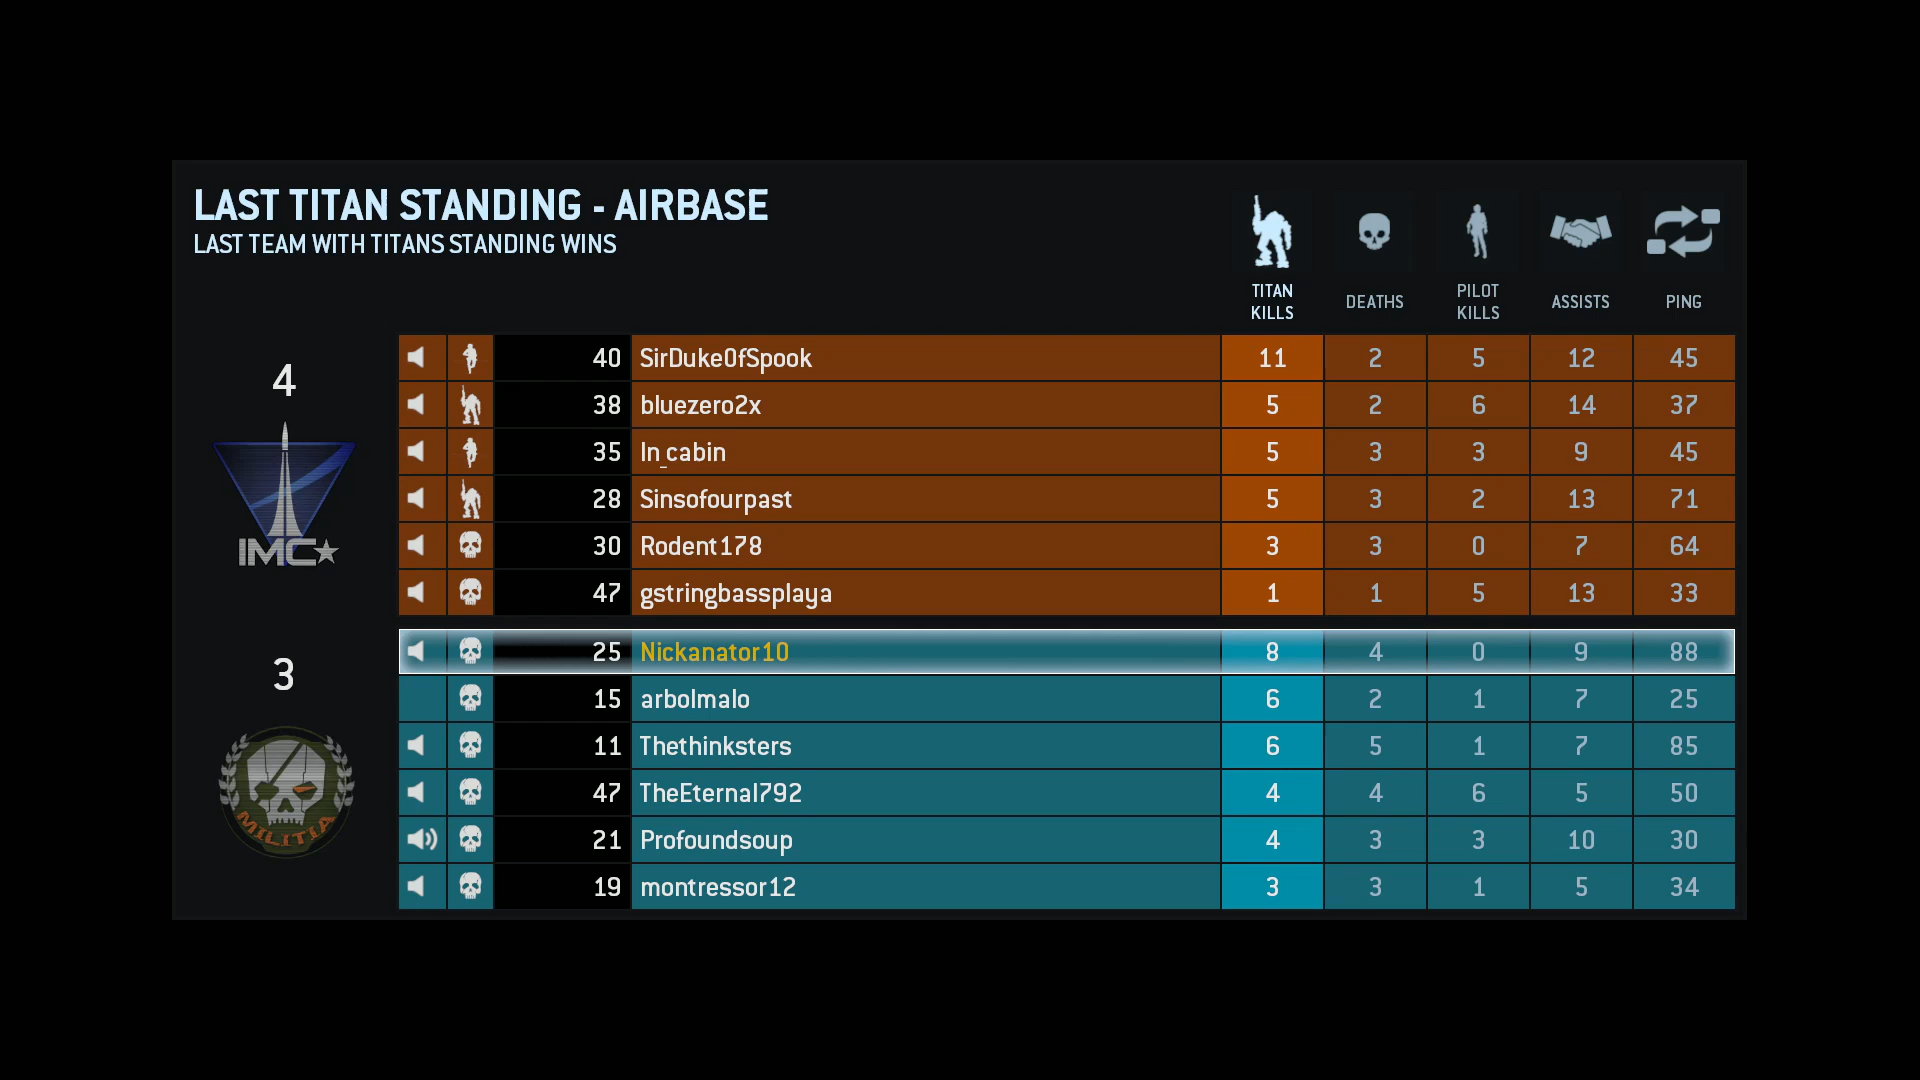 LAST TITAN STANDING - AIRBASE
LAST TEAM WITH TITANS STANDING WINS
TITAN KILLS DEATHS PILOT KILLS ASSISTS PING
4
IMC
40 SirDukeOfSpook 11 2 5 12 45
38 bluezero2x 5 2 6 14 37
35 In_cabin 5 3 3 9 45
28 Sinsofourpast 5 3 2 13 71
30 Rodent178 3 3 0 7 64
47 gstringbassplaya 1 1 5 13 33
3
MILITIA
25 Nickanator10 8 4 0 9 88
15 arbolmalo 6 2 1 7 25
11 Thethinksters 6 5 1 7 85
47 TheEternal792 4 4 6 5 50
21 Profoundsoup 4 3 3 10 30
19 montressor12 3 3 1 5 34